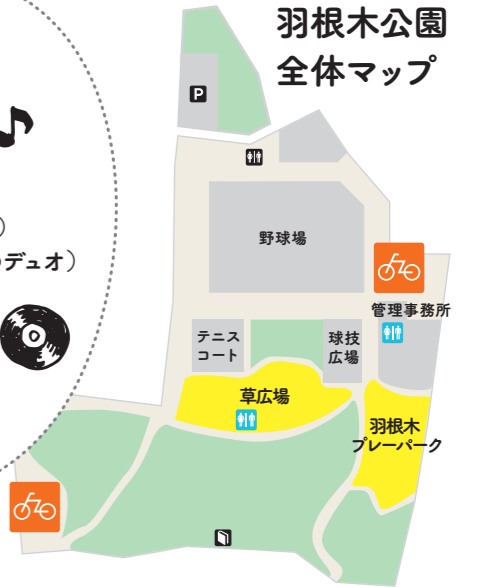 羽根木公園
全体マップ
P
)
デュオ)
野球場
管理事務所
テニス
コート
球技
広場
草広場
羽根木
プレーパーク